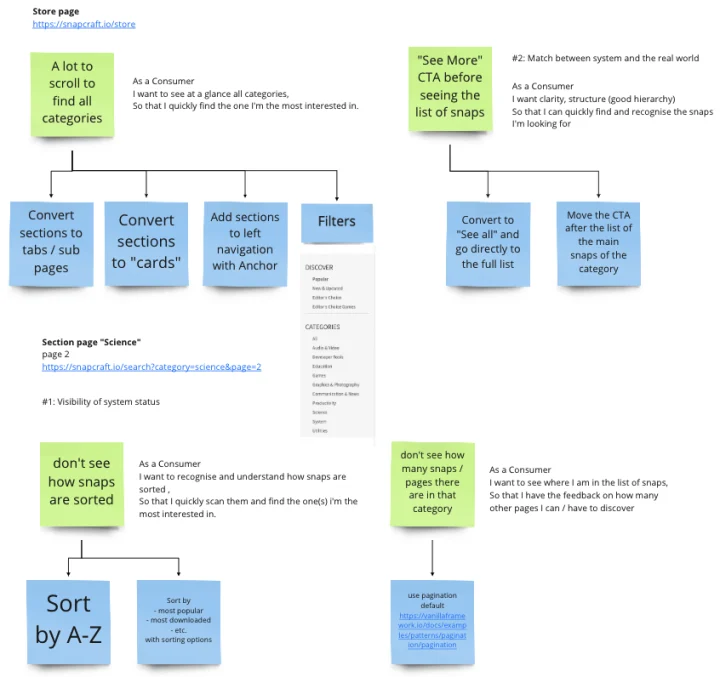 Store page
https://snapcraft.io/store
A lot to
scroll to
find all
categories
As a Consumer
I want to see at a glance all categories,
So that I quickly find the one I'm the most interested in.
"See More"
CTA before
seeing the
list of snaps
#2: Match between system and the real world
As a Consumer
I want clarity, structure (good hierarchy)
So that I can quickly find and recognise the snaps
I'm looking for
Convert
sections to
tabs / sub
pages
Convert
sections
to "cards"
Add sections
to left
navigation
with Anchor
Filters
Convert to
"See all" and
go directly to
the full list
Move the CTA
after the list of
the main
snaps of the
category
DISCOVER
Popular
New & Updated
Editor's Choice
Editor's Choice Games
CATEGORIES
All
Audio & Video
Developer Tools
Education
Games
Graphics & Photography
Communication & News
Productivity
Science
System
Utilities
Section page "Science"
page 2
https://snapcraft.io/search?category=science&page=2
#1: Visibility of system status
don't see
how snaps
are sorted
As a Consumer
I want to recognise and understand how snaps are
sorted ,
So that I quickly scan them and find the one(s) i'm the
most interested in.
don't see how
many snaps /
pages there
are in that
category
As a Consumer
I want to see where I am in the list of snaps,
So that I have the feedback on how many
other pages I can / have to discover
Sort
by A-Z
Sort by
- most popular
- most downloaded
- etc.
with sorting options
use pagination
default
https://vanillaframe
work.io/docs/examp
les/patterns/paginat
ion/pagination